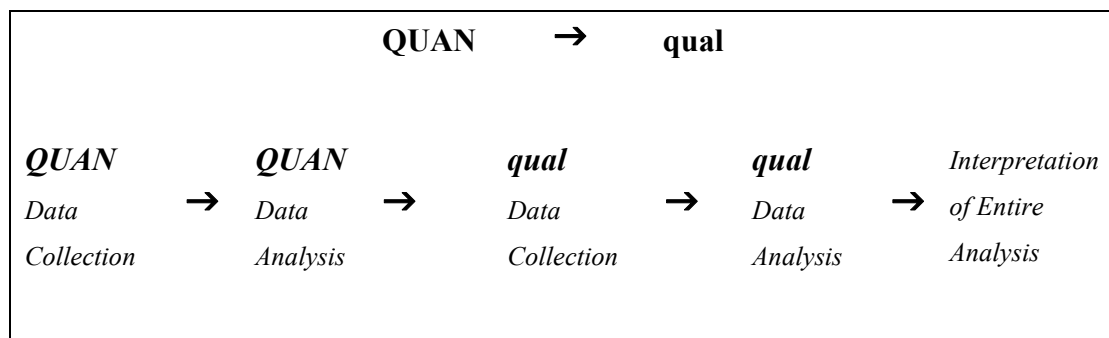 QUAN → qual
QUAN QUAN qual qual Interpretation
Data → Data → Data → Data → of Entire
Collection Analysis Collection Analysis Analysis